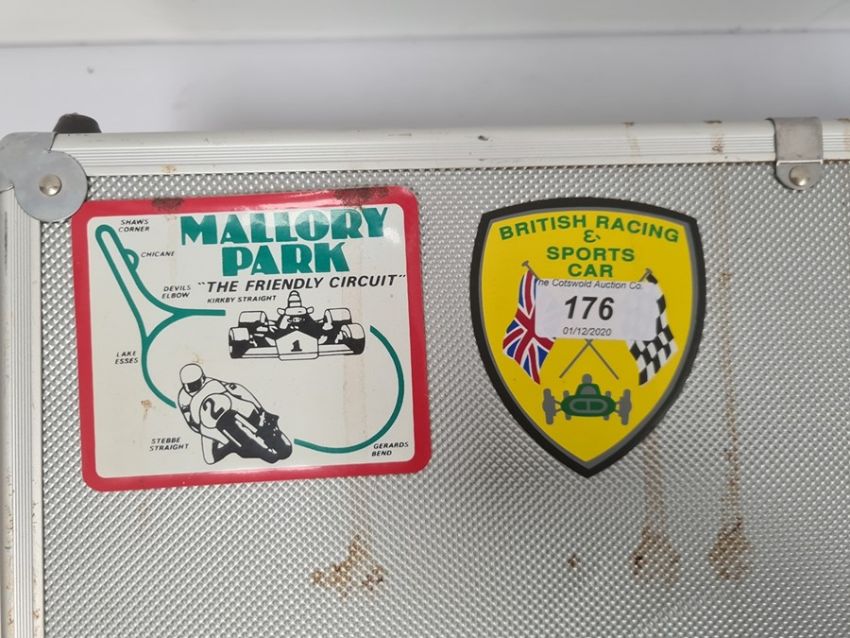 MALLORY
PARK
"THE FRIENDLY CIRCUIT"
SHAWS
CORNER
CHICANE
DEVILS
ELBOW
KIRKBY STRAIGHT
1
LAKE
ESSES
2
STEBBE
STRAIGHT
GERARDS
BEND
BRITISH RACING
&
SPORTS
CAR
he Cotswold Auction Co.
176
01/12/2020